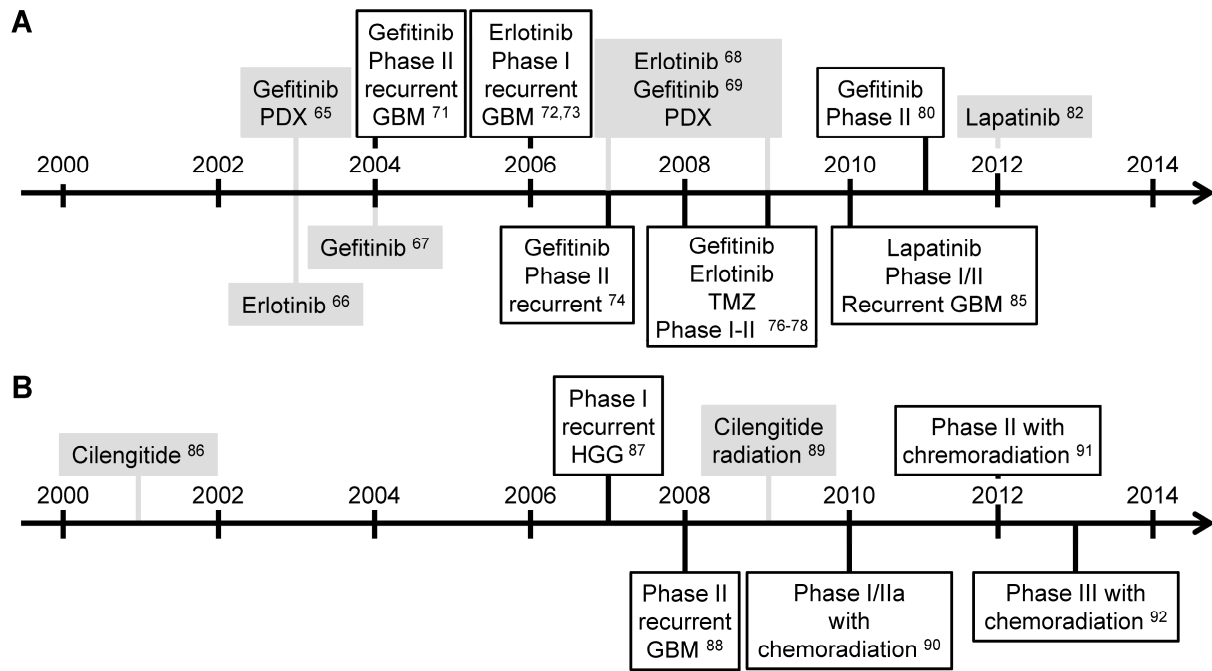 A
Gefitinib
PDX 65
Gefitinib
Phase II
recurrent
GBM 71
Erlotinib
Phase I
recurrent
GBM 72,73
Erlotinib 68
Gefitinib 69
PDX
Gefitinib
Phase II 80
Lapatinib 82
2000 2002 2004 2006 2008 2010 2012 2014
Gefitinib 67
Erlotinib 66
Gefitinib
Phase II
recurrent 74
Gefitinib
Erlotinib
TMZ
Phase I-II 76-78
Lapatinib
Phase I/II
Recurrent GBM 85
B
Cilengitide 86
Phase I
recurrent
HGG 87
Cilengitide
radiation 89
Phase II with
chremoradiation 91
2000 2002 2004 2006 2008 2010 2012 2014
Phase II
recurrent
GBM 88
Phase I/IIa
with
chemoradiation 90
Phase III with
chemoradiation 92